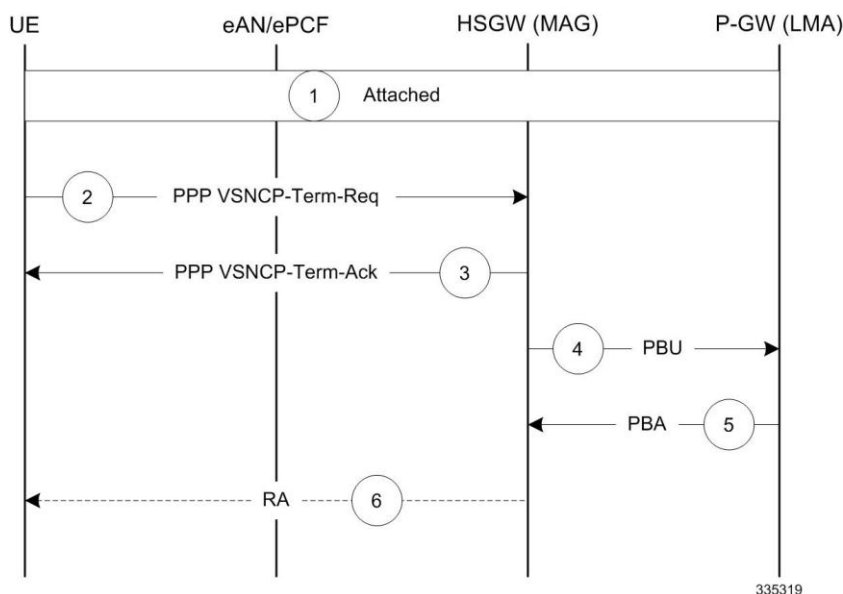 UE eAN/ePCF HSGW (MAG) P-GW (LMA)
1 Attached
2 PPP VSNCP-Term-Req
PPP VSNCP-Term-Ack 3
4 PBU
PBA 5
RA 6
335319